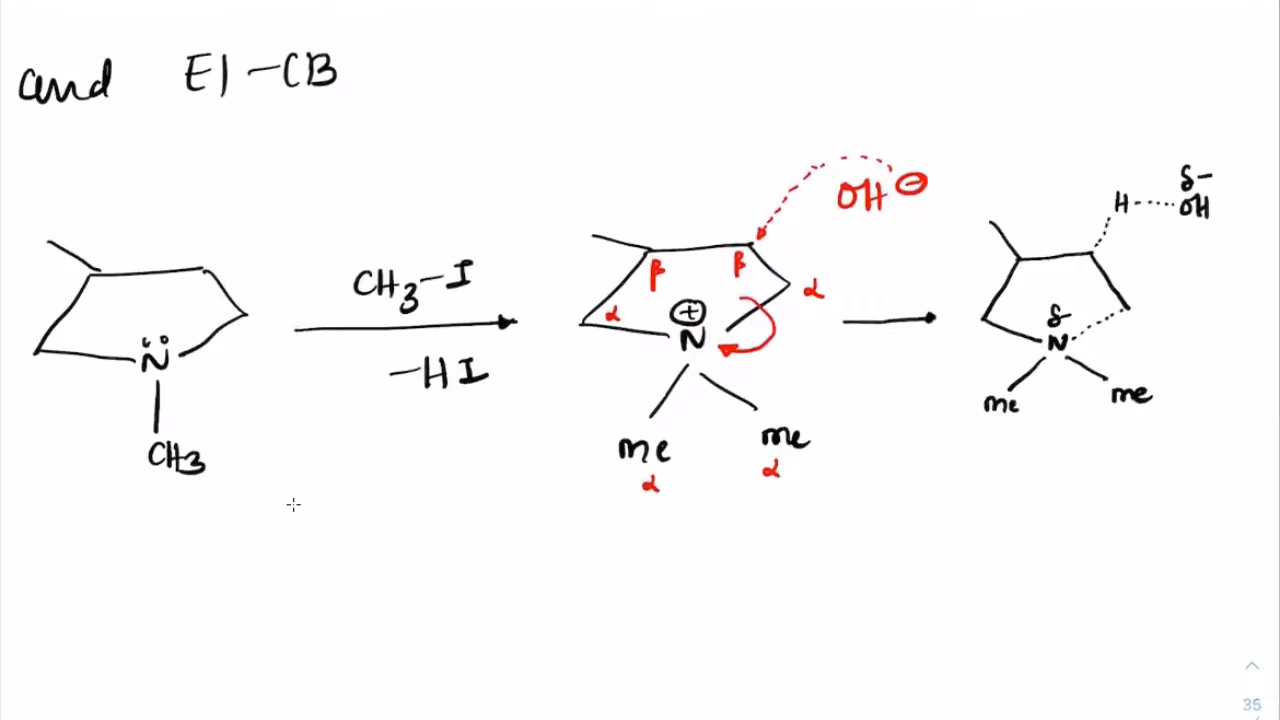 and E1-CB
δ-
H OH
OH ⊖
CH3-I
β β
α α
⊕
N
-HI
N
δ-
N
me me
CH3
me me
α α
35